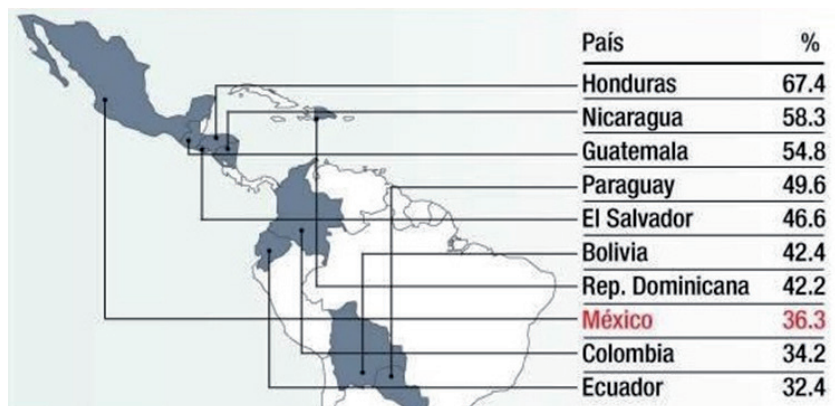 País %
Honduras 67.4
Nicaragua 58.3
Guatemala 54.8
Paraguay 49.6
El Salvador 46.6
Bolivia 42.4
Rep. Dominicana 42.2
México 36.3
Colombia 34.2
Ecuador 32.4